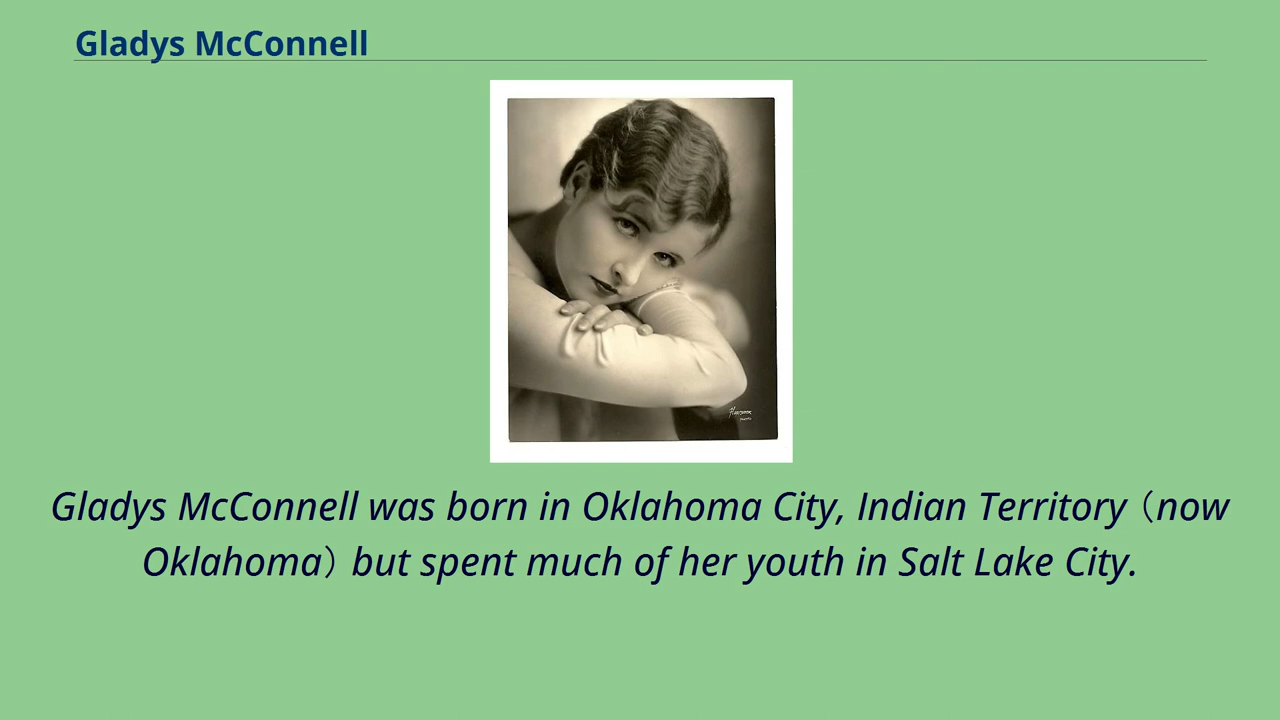 Gladys McConnell
Gladys McConnell was born in Oklahoma City, Indian Territory (now
Oklahoma) but spent much of her youth in Salt Lake City.